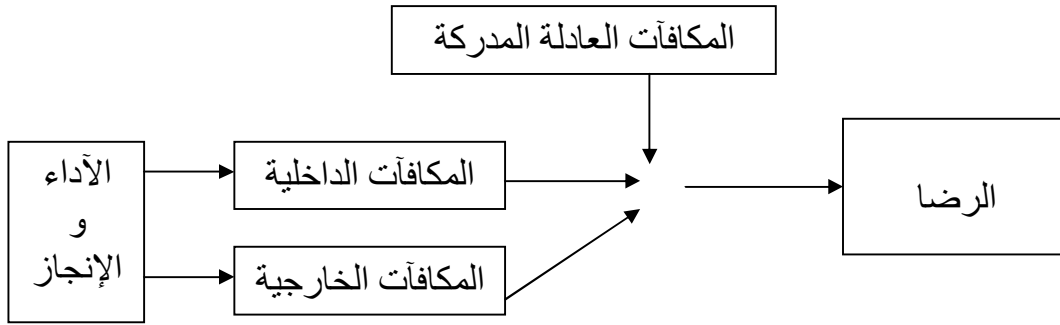 المكافآت العادلة المدركة
الآداء
و
الإنجاز
المكافآت الداخلية
المكافآت الخارجية
الرضا